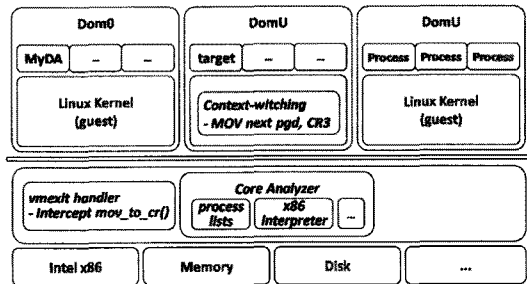 Dom0
DomU
DomU
MyDA
...
...
target
...
...
Process
Process
Process
Linux Kernel
(guest)
Context-witching
- MOV next pgd, CR3
Linux Kernel
(guest)
vmexit handler
- Intercept mov_to_cr()
Core Analyzer
process
lists
x86
interpreter
...
Intel x86
Memory
Disk
...